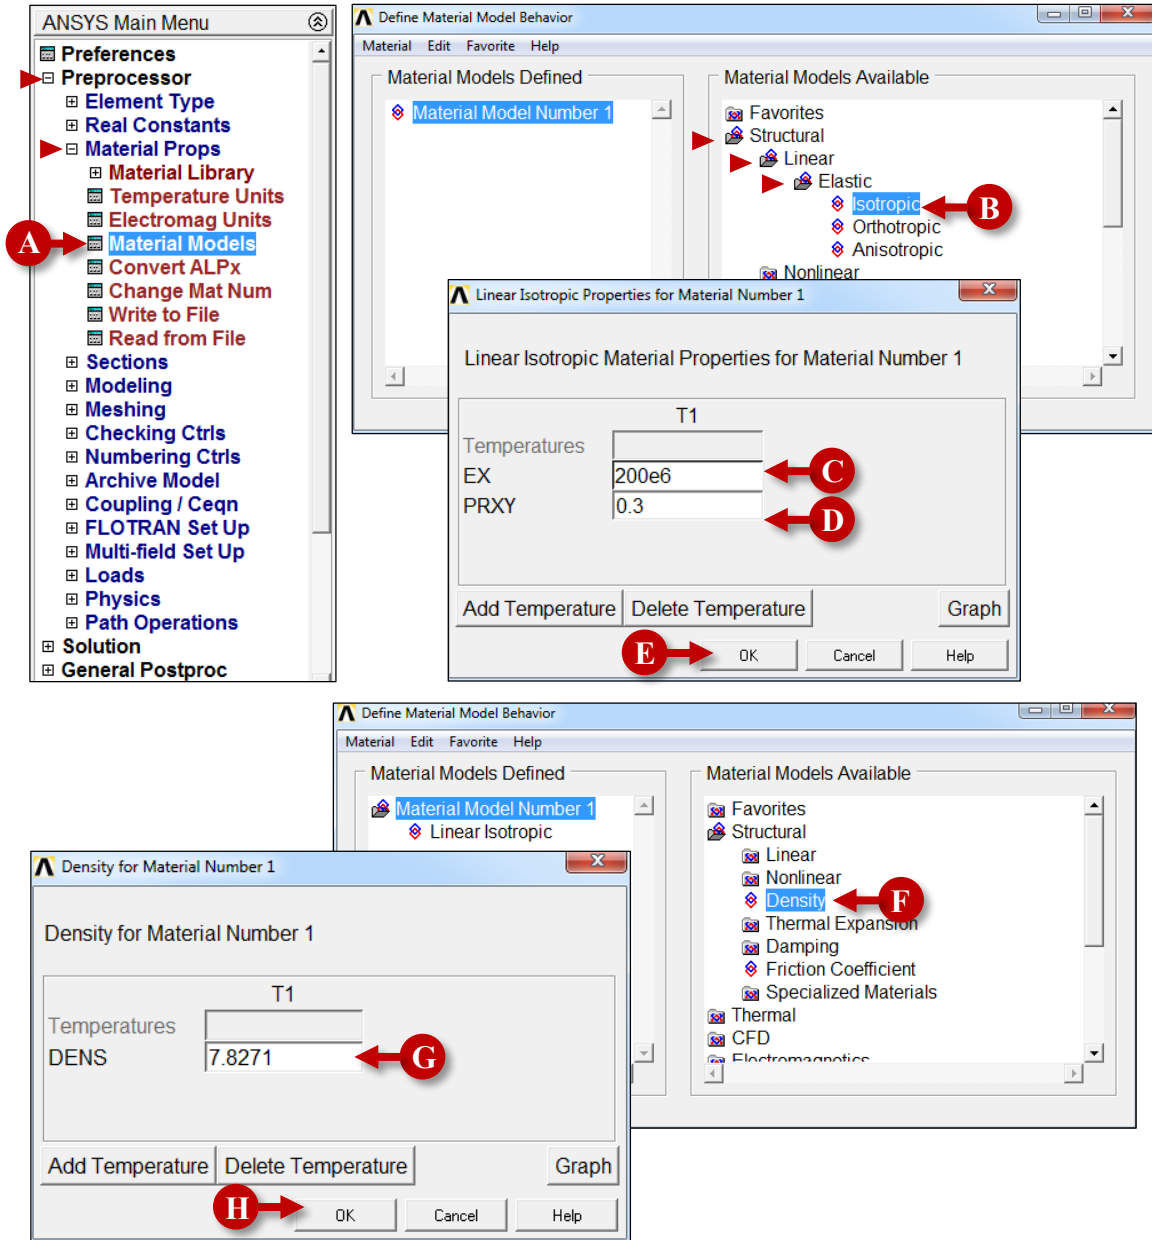 ANSYS Main Menu
Preferences
Preprocessor
Element Type
Real Constants
Material Props
Material Library
Temperature Units
Electromag Units
A
Material Models
Convert ALPx
Change Mat Num
Write to File
Read from File
Sections
Modeling
Meshing
Checking Ctrls
Numbering Ctrls
Archive Model
Coupling / Ceqn
FLOTRAN Set Up
Multi-field Set Up
Loads
Physics
Path Operations
Solution
General Postproc
Define Material Model Behavior
Material Edit Favorite Help
Material Models Defined
Material Model Number 1
Material Models Available
Favorites
Structural
Linear
Elastic
Isotropic
B
Orthotropic
Anisotropic
Nonlinear
Linear Isotropic Properties for Material Number 1
Linear Isotropic Material Properties for Material Number 1
T1
Temperatures
EX 200e6
C
PRXY 0.3
D
Add Temperature Delete Temperature Graph
E
OK Cancel Help
Define Material Model Behavior
Material Edit Favorite Help
Material Models Defined
Material Model Number 1
Linear Isotropic
Material Models Available
Favorites
Structural
Linear
Nonlinear
Density
F
Thermal Expansion
Damping
Friction Coefficient
Specialized Materials
Thermal
CFD
Electromagnetics
Density for Material Number 1
Density for Material Number 1
T1
Temperatures
DENS 7.8271
G
Add Temperature Delete Temperature Graph
H
OK Cancel Help